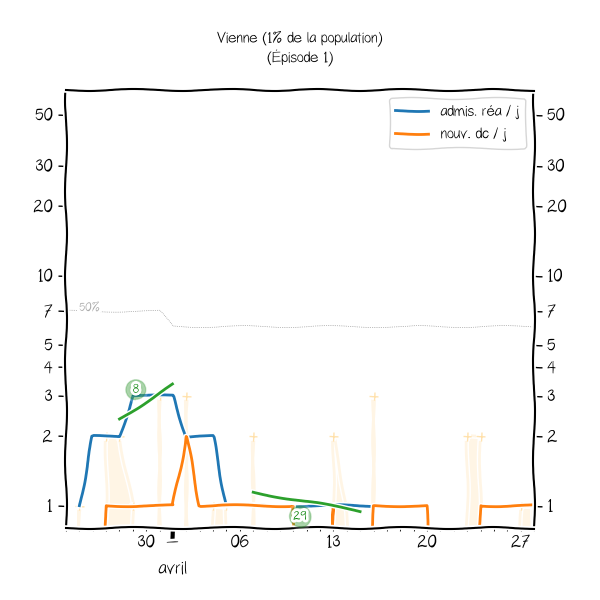 Vienne (1% de la population)
(Épisode 1)
admis. réa / j
nouv. dc / j
50 50
30 30
20 20
10 10
50%
7 7
5 5
4 4
8
3 3
2 2
1 1
29
30 06 13 20 27
avril